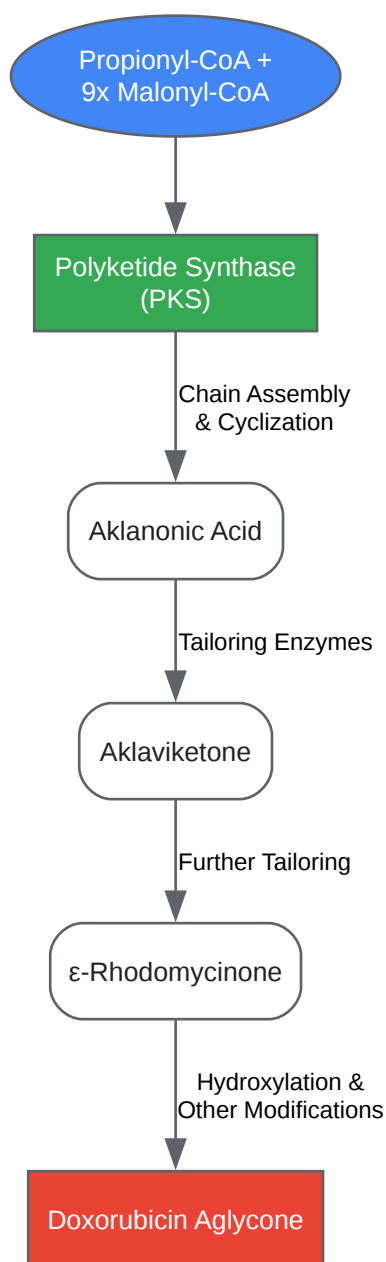 Propionyl-CoA +
9x Malonyl-CoA
Polyketide Synthase
(PKS)
Chain Assembly
& Cyclization
Aklanonic Acid
Tailoring Enzymes
Aklaviketone
Further Tailoring
ε-Rhodomycinone
Hydroxylation &
Other Modifications
Doxorubicin Aglycone